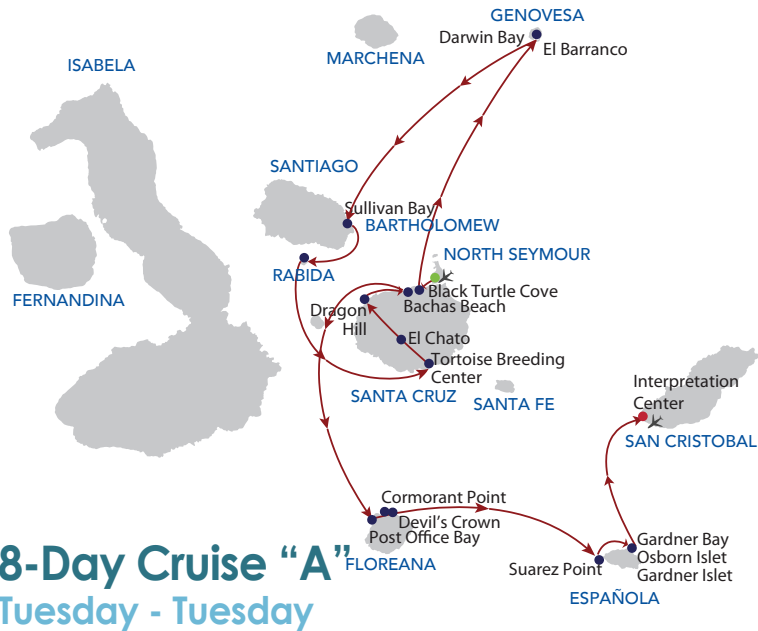 GENOVESA
Darwin Bay
El Barranco
MARCHENA
ISABELA
SANTIAGO
Sullivan Bay
BARTHOLOMEW
NORTH SEYMOUR
RABIDA
FERNANDINA
Black Turtle Cove
Bachas Beach
Dragon
Hill
El Chato
Tortoise Breeding
Center
SANTA CRUZ
SANTA FE
Interpretation
Center
SAN CRISTOBAL
Cormorant Point
Devil's Crown
Post Office Bay
FLOREANA
Gardner Bay
Osborn Islet
Gardner Islet
Suarez Point
ESPAÑOLA
8-Day Cruise “A”
Tuesday - Tuesday